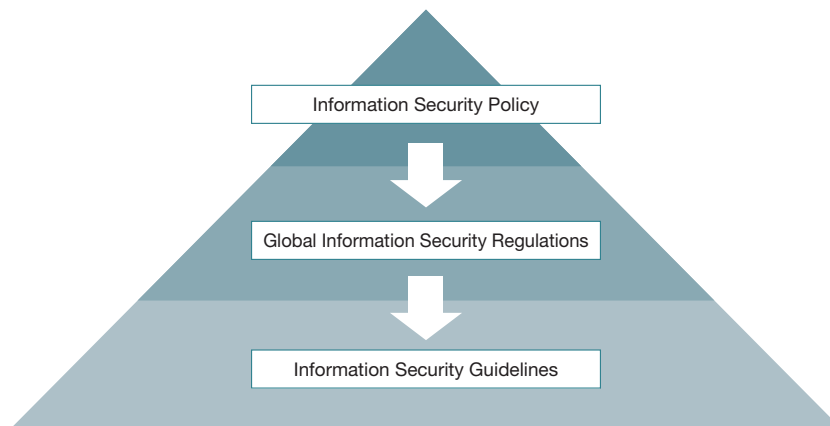 Information Security Policy
Global Information Security Regulations
Information Security Guidelines